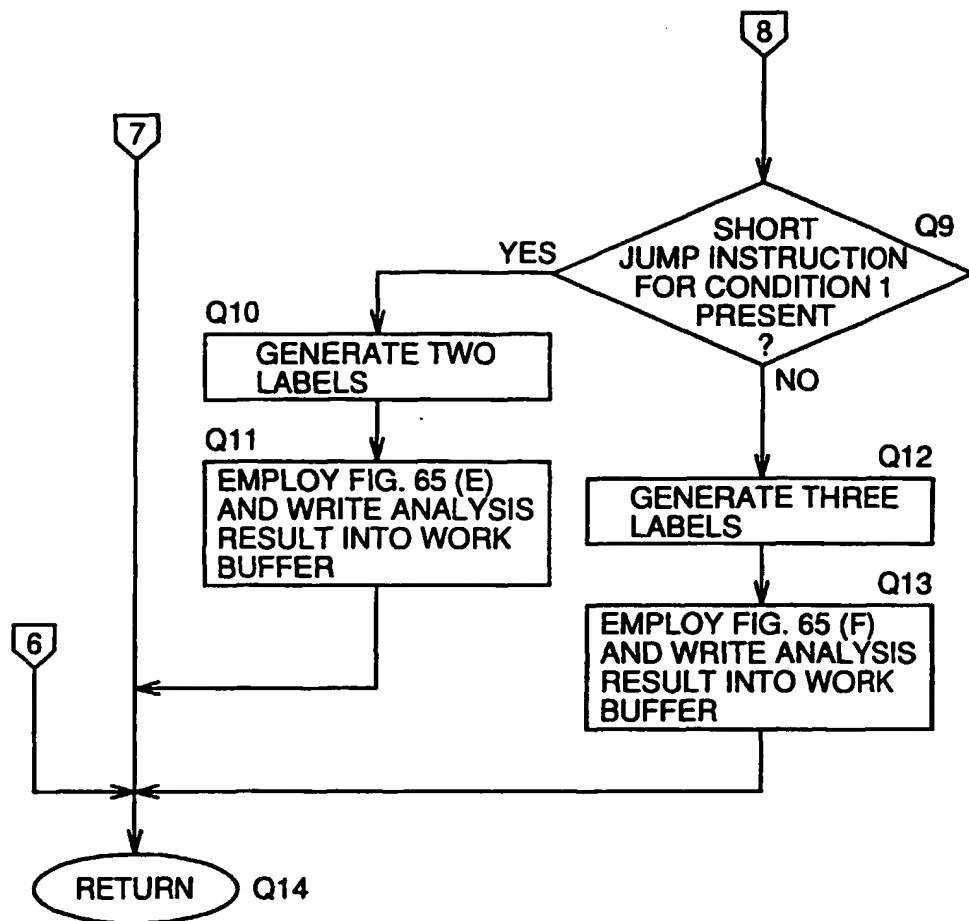 8
7
Q9
SHORT
JUMP INSTRUCTION
FOR CONDITION 1
PRESENT
?
YES
NO
Q10
GENERATE TWO
LABELS
Q11
EMPLOY FIG. 65 (E)
AND WRITE ANALYSIS
RESULT INTO WORK
BUFFER
Q12
GENERATE THREE
LABELS
Q13
EMPLOY FIG. 65 (F)
AND WRITE ANALYSIS
RESULT INTO WORK
BUFFER
6
RETURN
Q14